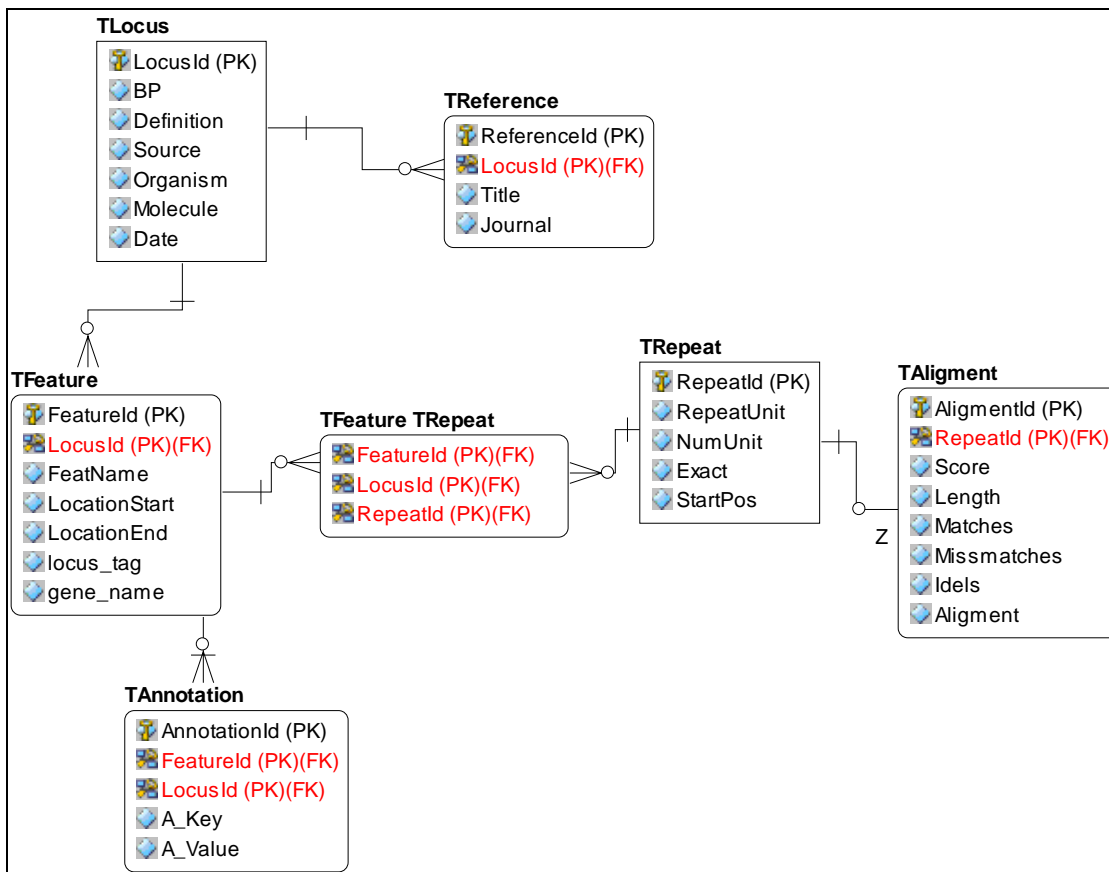 TLocus
LocusId (PK)
BP
Definition
Source
Organism
Molecule
Date
TReference
ReferenceId (PK)
LocusId (PK)(FK)
Title
Journal
TFeature
FeatureId (PK)
LocusId (PK)(FK)
FeatName
LocationStart
LocationEnd
locus_tag
gene_name
TFeature TRepeat
FeatureId (PK)(FK)
LocusId (PK)(FK)
RepeatId (PK)(FK)
TRepeat
RepeatId (PK)
RepeatUnit
NumUnit
Exact
StartPos
TAligment
AligmentId (PK)
RepeatId (PK)(FK)
Score
Length
Matches
Missmatches
Idels
Aligment
Z
TAnnotation
AnnotationId (PK)
FeatureId (PK)(FK)
LocusId (PK)(FK)
A_Key
A_Value